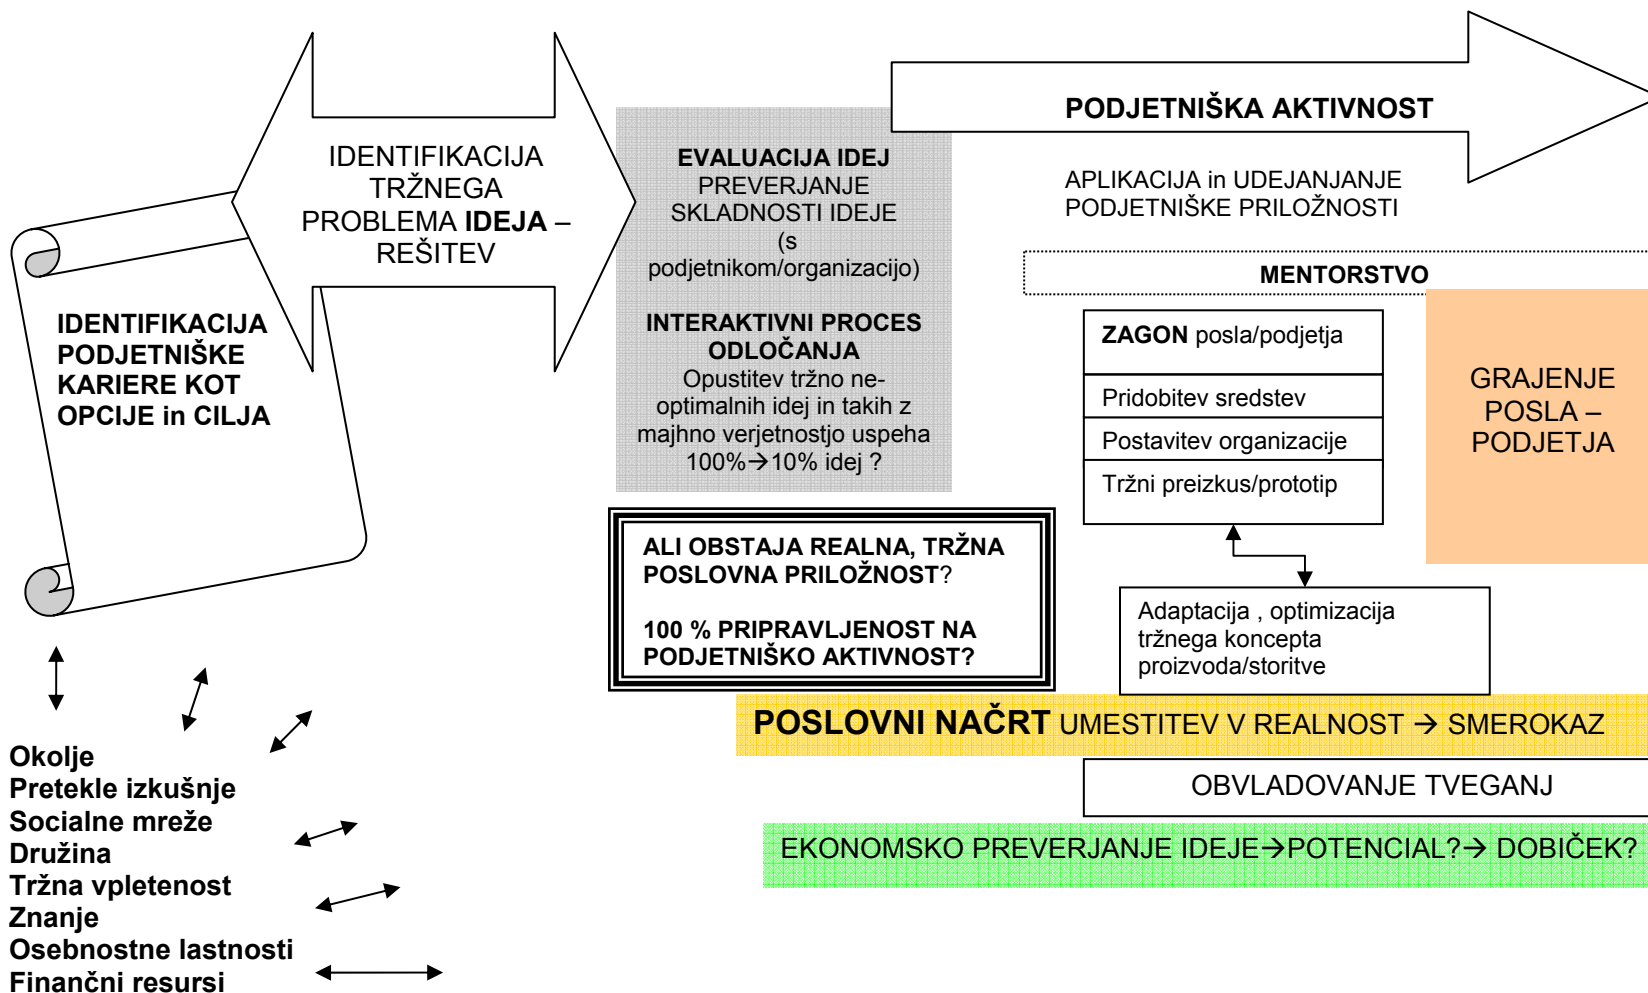 IDENTIFIKACIJA
PODJETNIŠKE
KARIERE KOT
OPCIJE in CILJA
IDENTIFIKACIJA
TRŽNEGA
PROBLEMA IDEJA –
REŠITEV
EVALUACIJA IDEJ
PREVERJANJE
SKLADNOSTI IDEJE
(s
podjetnikom/organizacijo)
INTERAKTIVNI PROCES
ODLOČANJA
Opustitev tržno ne-
optimalnih idej in takih z
majhno verjetnostjo uspeha
100%→10% idej ?
ALI OBSTAJA REALNA, TRŽNA
POSLOVNA PRILOŽNOST?
100 % PRIPRAVLJENOST NA
PODJETNIŠKO AKTIVNOST?
PODJETNIŠKA AKTIVNOST
APLIKACIJA in UDEJANJANJE
PODJETNIŠKE PRILOŽNOSTI
MENTORSTVO
ZAGON posla/podjetja
Pridobitev sredstev
Postavitev organizacije
Tržni preizkus/prototip
GRAJENJE
POSLA –
PODJETJA
Adaptacija , optimizacija
tržnega koncepta
proizvoda/storitve
POSLOVNI NAČRT UMESTITEV V REALNOST → SMEROKAZ
OBVLADOVANJE TVEGANJ
EKONOMSKO PREVERJANJE IDEJE→POTENCIAL?→ DOBIČEK?
Okolje
Pretekle izkušnje
Socialne mreže
Družina
Tržna vpletenost
Znanje
Osebnostne lastnosti
Finančni resursi